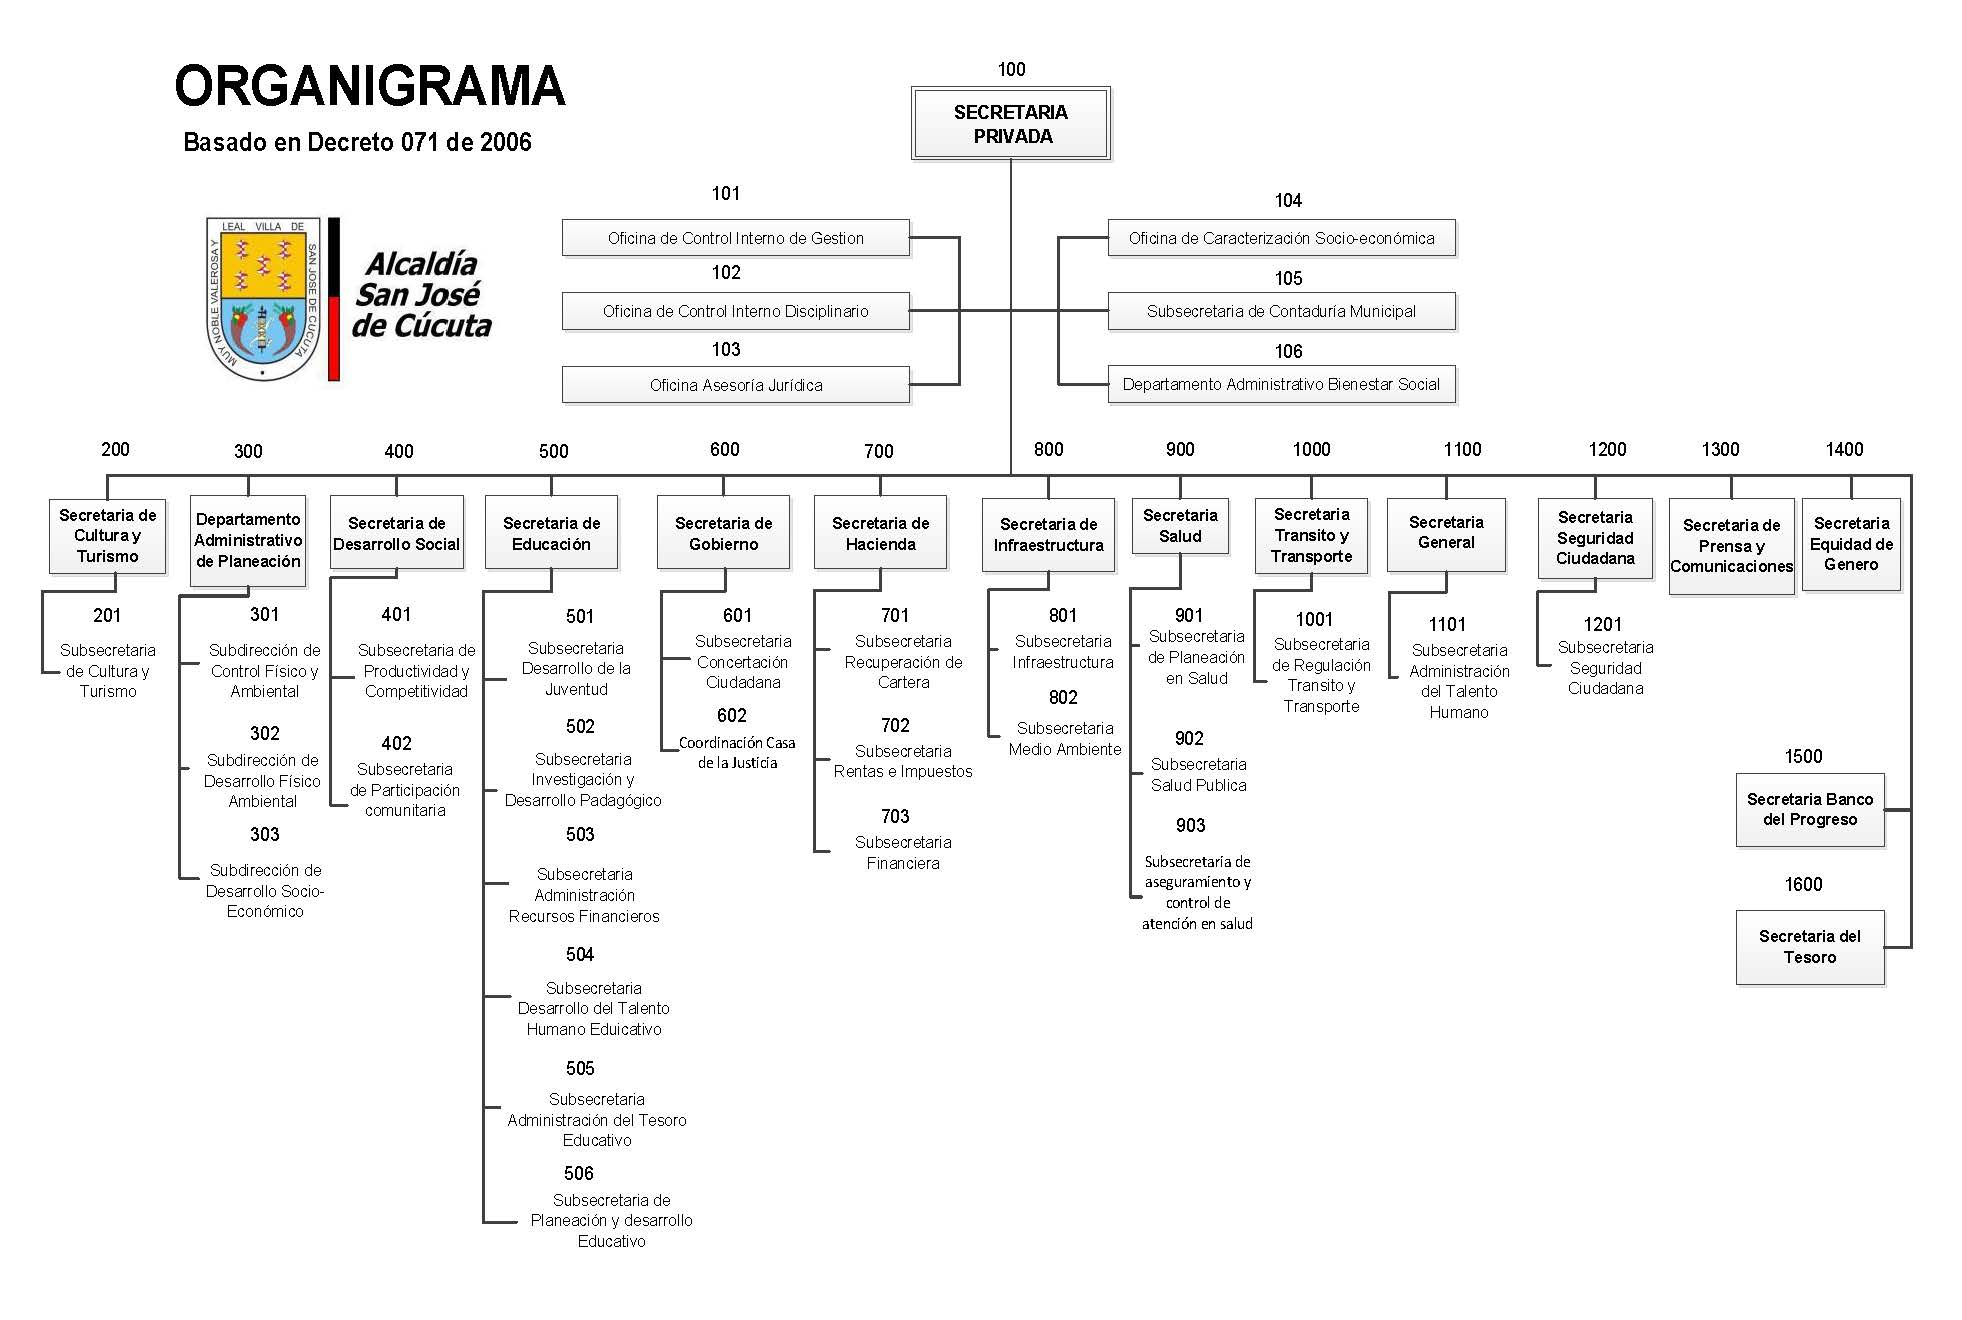 ORGANIGRAMA
Basado en Decreto 071 de 2006
LEAL VILLA DE
MUY NOBLE VALEROSA Y
SAN JOSE DE CUCUTA
Alcaldía
San José
de Cúcuta
100
SECRETARIA
PRIVADA
101
Oficina de Control Interno de Gestion
102
Oficina de Control Interno Disciplinario
103
Oficina Asesoría Jurídica
104
Oficina de Caracterización Socio-económica
105
Subsecretaria de Contaduría Municipal
106
Departamento Administrativo Bienestar Social
200
Secretaria de
Cultura y
Turismo
201
Subsecretaria
de Cultura y
Turismo
300
Departamento
Administrativo
de Planeación
301
Subdirección de
Control Físico y
Ambiental
302
Subdirección de
Desarrollo Físico
Ambiental
303
Subdirección de
Desarrollo Socio-
Económico
400
Secretaria de
Desarrollo Social
401
Subsecretaria de
Productividad y
Competitividad
402
Subsecretaria
de Participación
comunitaria
500
Secretaria de
Educación
501
Subsecretaria
Desarrollo de la
Juventud
502
Subsecretaria
Investigación y
Desarrollo Padagógico
503
Subsecretaria
Administración
Recursos Financieros
504
Subsecretaria
Desarrollo del Talento
Humano Eduicativo
505
Subsecretaria
Administración del Tesoro
Educativo
506
Subsecretaria de
Planeación y desarrollo
Educativo
600
Secretaria de
Gobierno
601
Subsecretaria
Concertación
Ciudadana
602
Coordinación Casa
de la Justicia
700
Secretaria de
Hacienda
701
Subsecretaria
Recuperación de
Cartera
702
Subsecretaria
Rentas e Impuestos
703
Subsecretaria
Financiera
800
Secretaria de
Infraestructura
801
Subsecretaria
Infraestructura
802
Subsecretaria
Medio Ambiente
900
Secretaria
Salud
901
Subsecretaria
de Planeación
en Salud
902
Subsecretaria
Salud Publica
903
Subsecretaría de
aseguramiento y
control de
atención en salud
1000
Secretaria
Transito y
Transporte
1001
Subsecretaria
de Regulación
Transito y
Transporte
1100
Secretaria
General
1101
Subsecretaria
Administración
del Talento
Humano
1200
Secretaria
Seguridad
Ciudadana
1201
Subsecretaria
Seguridad
Ciudadana
1300
Secretaria de
Prensa y
Comunicaciones
1400
Secretaria
Equidad de
Genero
1500
Secretaria Banco
del Progreso
1600
Secretaria del
Tesoro